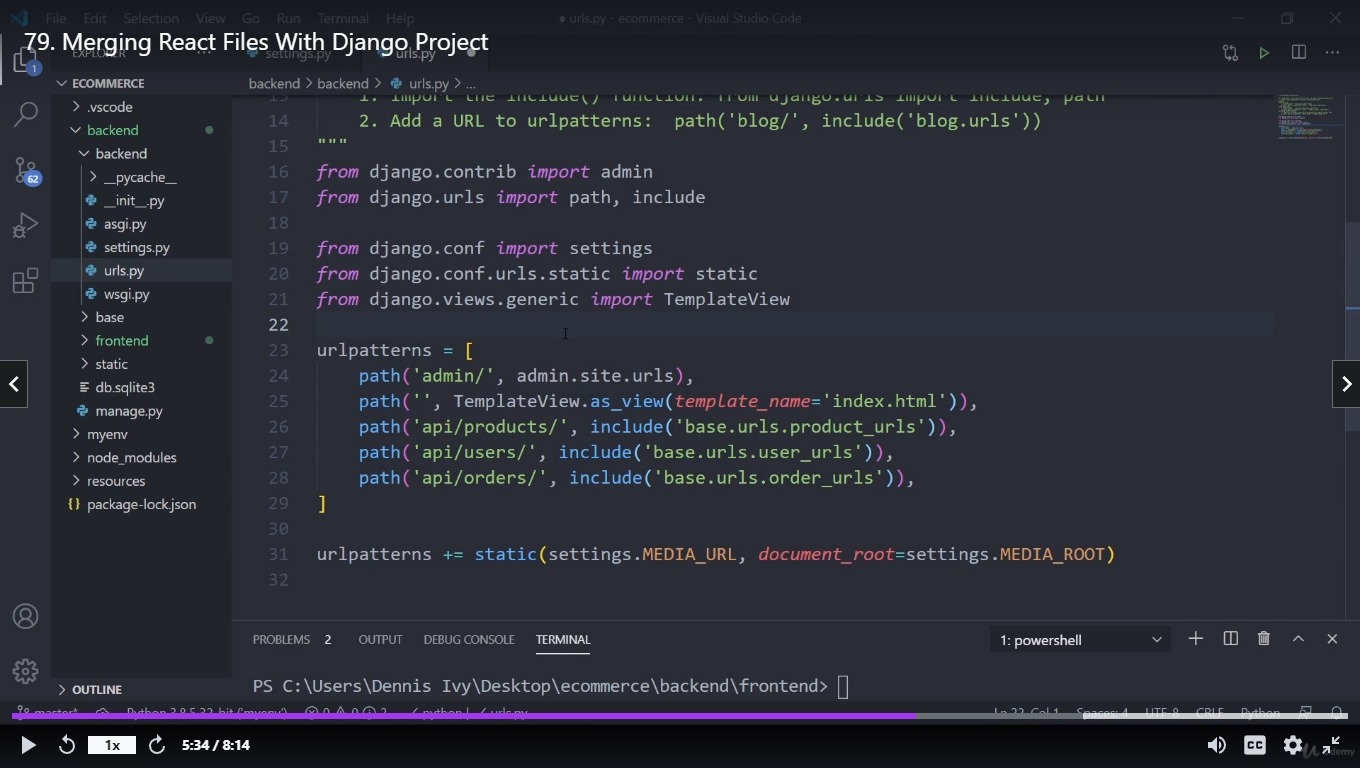 File Edit Selection View Go Run Terminal Help
● urls.py - ecommerce - Visual Studio Code
79. Merging React Files With Django Project
EXPLORER
settings.py
urls.py
1
ECOMMERCE
backend > backend > urls.py > ...
.vscode
backend
backend
__pycache__
__init__.py
asgi.py
settings.py
urls.py
wsgi.py
base
frontend
static
db.sqlite3
manage.py
myenv
node_modules
resources
package-lock.json
OUTLINE
62
13 1. Import the include() function: from django.urls import include, path
14 2. Add a URL to urlpatterns:  path('blog/', include('blog.urls'))
15 """
16 from django.contrib import admin
17 from django.urls import path, include
18
19 from django.conf import settings
20 from django.conf.urls.static import static
21 from django.views.generic import TemplateView
22
23 urlpatterns = [
24     path('admin/', admin.site.urls),
25     path('', TemplateView.as_view(template_name='index.html')),
26     path('api/products/', include('base.urls.product_urls')),
27     path('api/users/', include('base.urls.user_urls')),
28     path('api/orders/', include('base.urls.order_urls')),
29 ]
30
31 urlpatterns += static(settings.MEDIA_URL, document_root=settings.MEDIA_ROOT)
32
PROBLEMS 2 OUTPUT DEBUG CONSOLE TERMINAL
1: powershell
PS C:\Users\Dennis Ivy\Desktop\ecommerce\backend\frontend>
master* Python 3.8.5 32-bit ('myenv') 0 0 2 python | urls.py
Ln 22, Col 1 Spaces: 4 UTF-8 CRLF Python
1x
5:34 / 8:14
CC
udemy